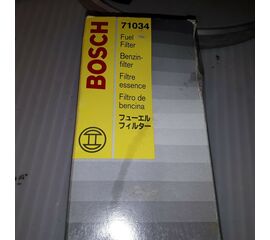 BOSCH
71034
Fuel
Filter
Benzin-
filter
Filtre
essence
Filtro de
bencina
フューエル
フィルター